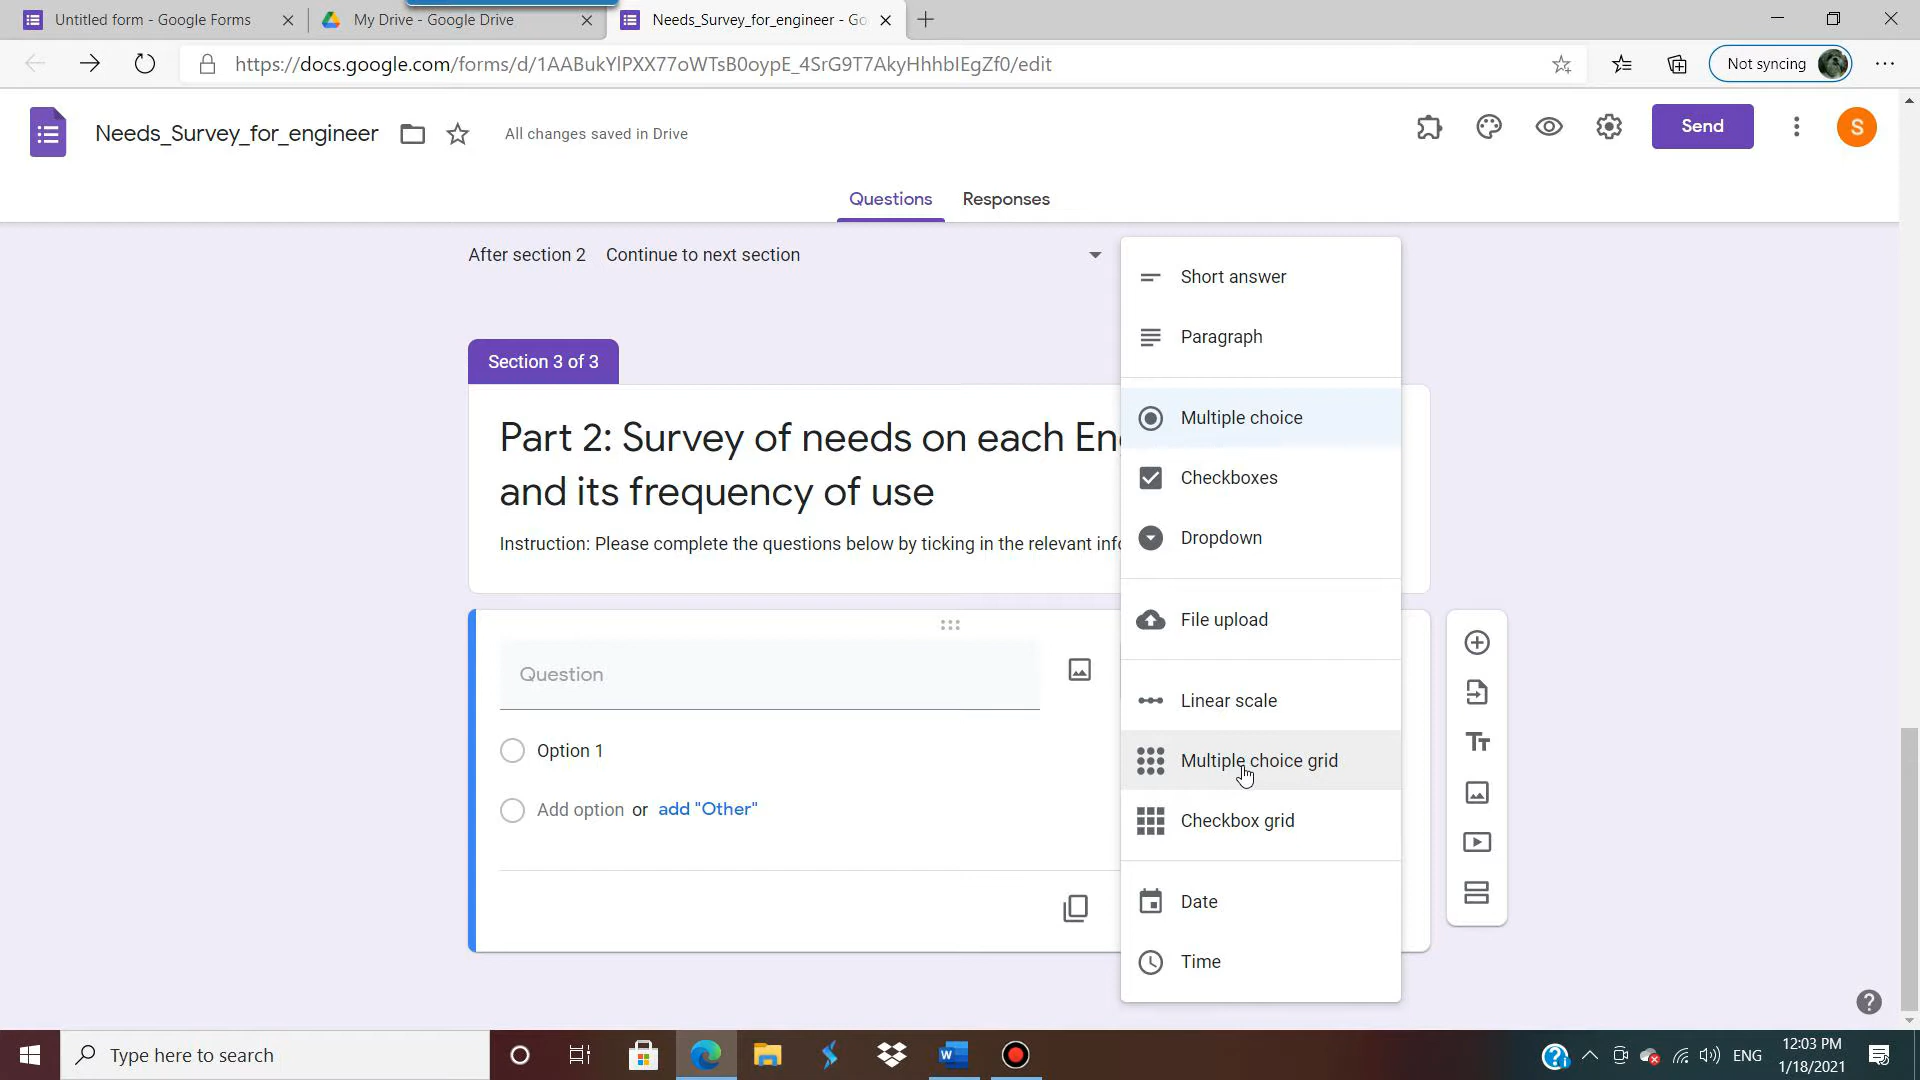 Untitled form - Google Forms
My Drive - Google Drive
Needs_Survey_for_engineer - Go
https://docs.google.com/forms/d/1AABukYlPXX77oWTsB0oypE_4SrG9T7AkyHhhblEgZf0/edit
Not syncing
Needs_Survey_for_engineer
All changes saved in Drive
Send
S
Questions
Responses
After section 2 Continue to next section
Section 3 of 3
Part 2: Survey of needs on each En
and its frequency of use
Instruction: Please complete the questions below by ticking in the relevant info
Question
Option 1
Add option or add "Other"
Short answer
Paragraph
Multiple choice
Checkboxes
Dropdown
File upload
Linear scale
Multiple choice grid
Checkbox grid
Date
Time
Type here to search
ENG
12:03 PM
1/18/2021